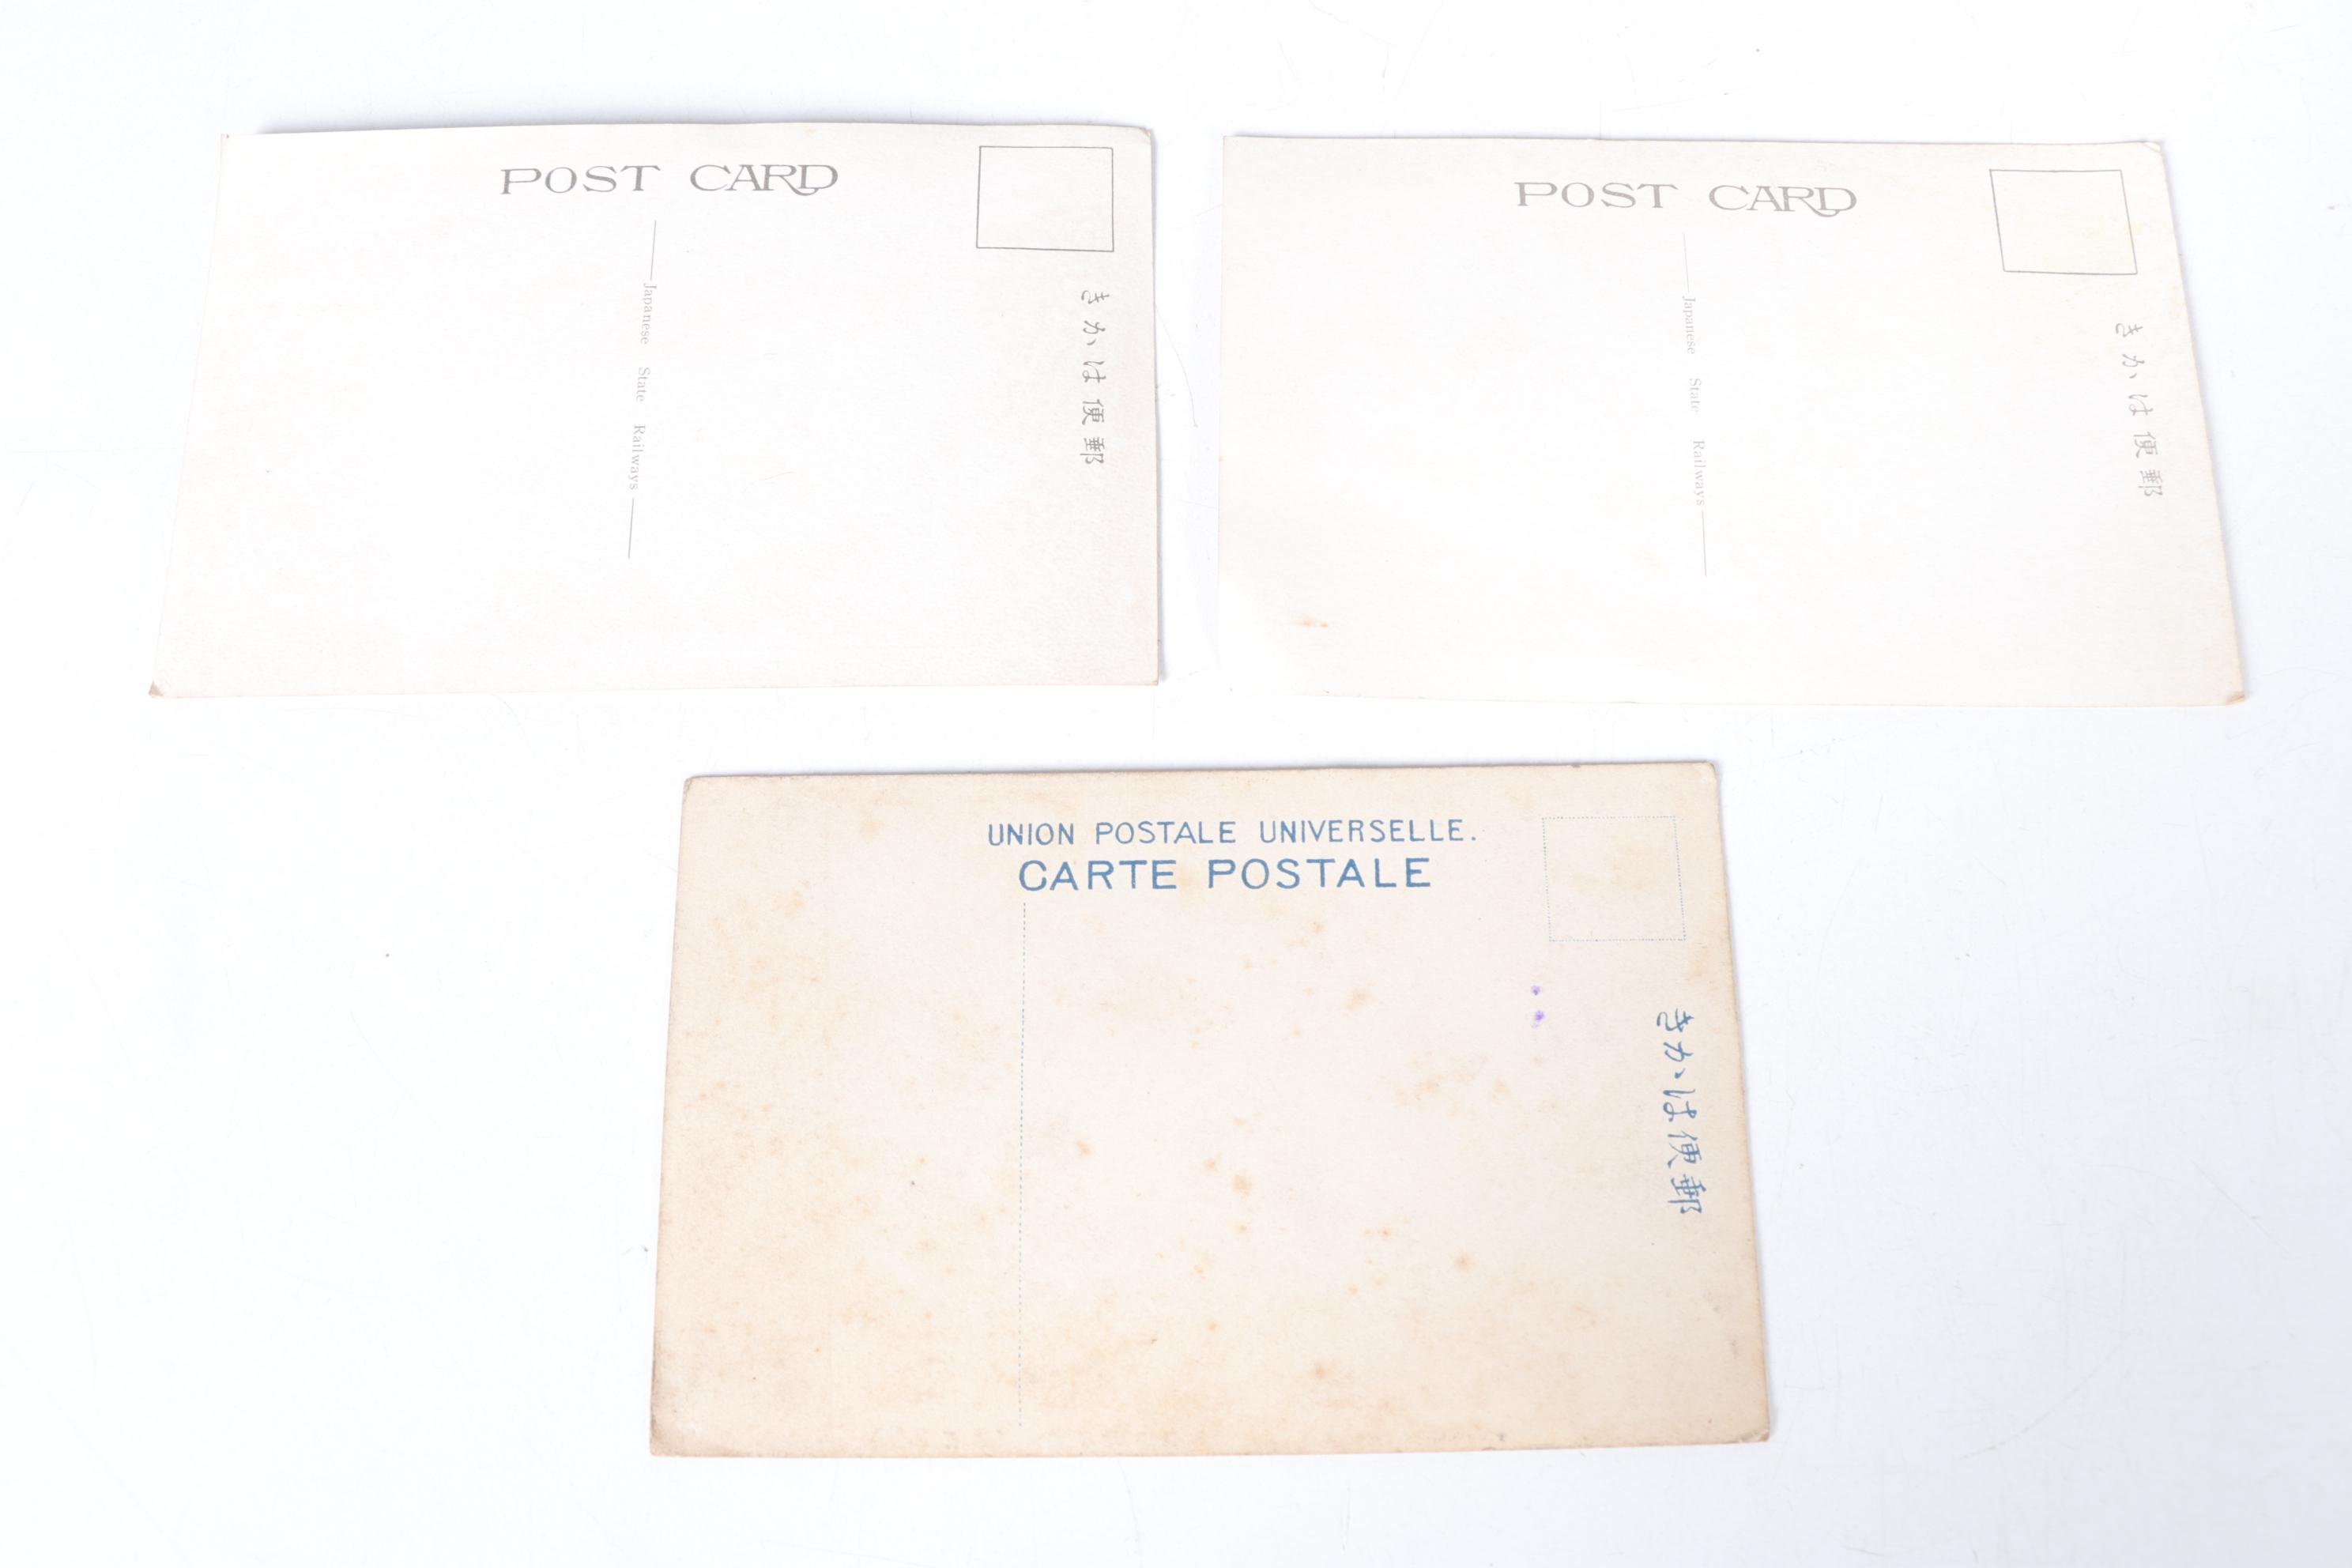 POST CARD
Japanese State Railways
きかは便郵
POST CARD
Japanese State Railways
きかは便郵
UNION POSTALE UNIVERSELLE.
CARTE POSTALE
きかは便郵